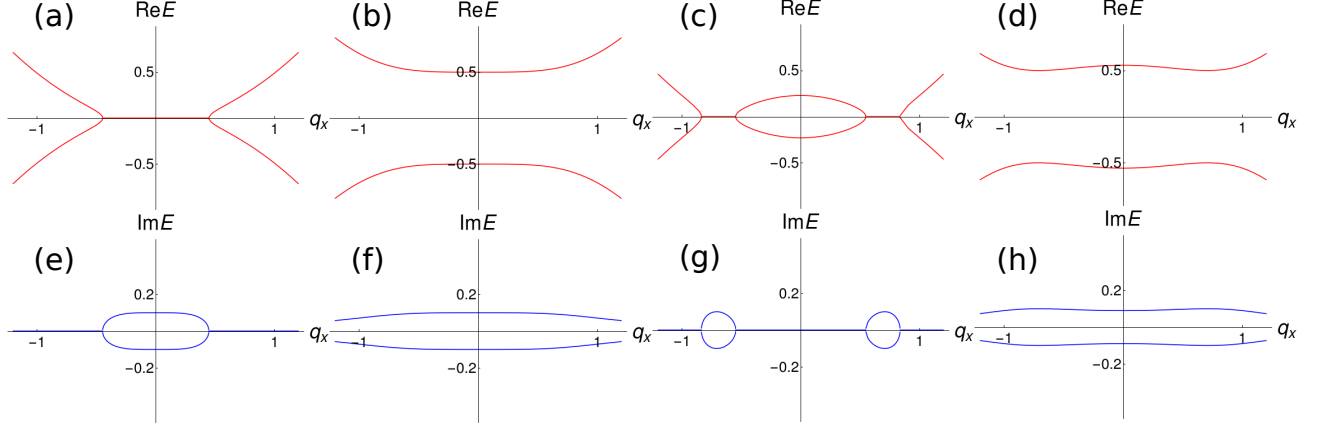 (a) ReE (b) ReE (c) ReE (d) ReE
0.5 0.5 0.5 0.5
−1 1 qx −1 1 qx −1 1 qx −1 1 qx
−0.5 −0.5 −0.5 −0.5
(e) ImE (f) ImE (g) ImE (h) ImE
0.2 0.2 0.2 0.2
−1 1 qx −1 1 qx −1 1 qx −1 1 qx
−0.2 −0.2 −0.2 −0.2